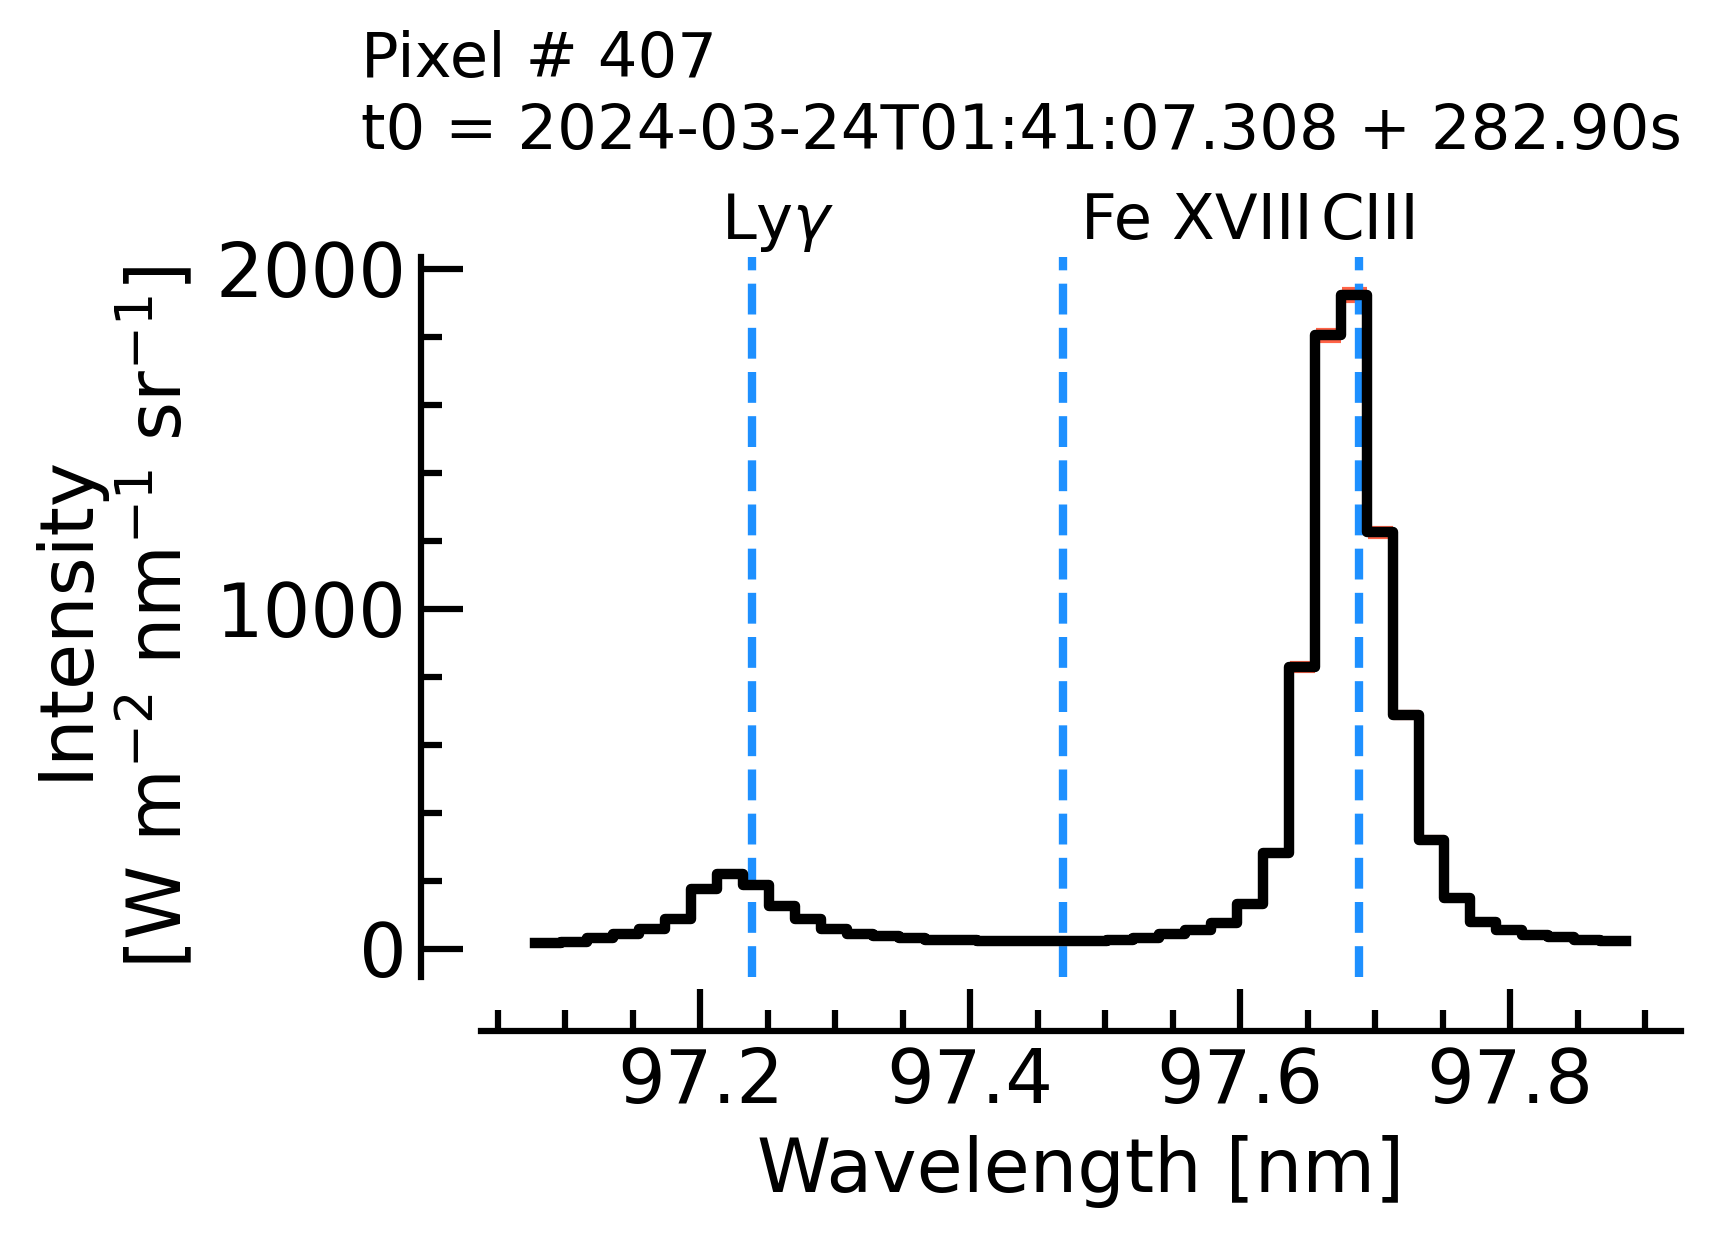 Pixel # 407
t0 = 2024-03-24T01:41:07.308 + 282.90s
Lyγ Fe XVIII CIII
Intensity
[W m⁻² nm⁻¹ sr⁻¹]
2000
1000
0
97.2 97.4 97.6 97.8
Wavelength [nm]